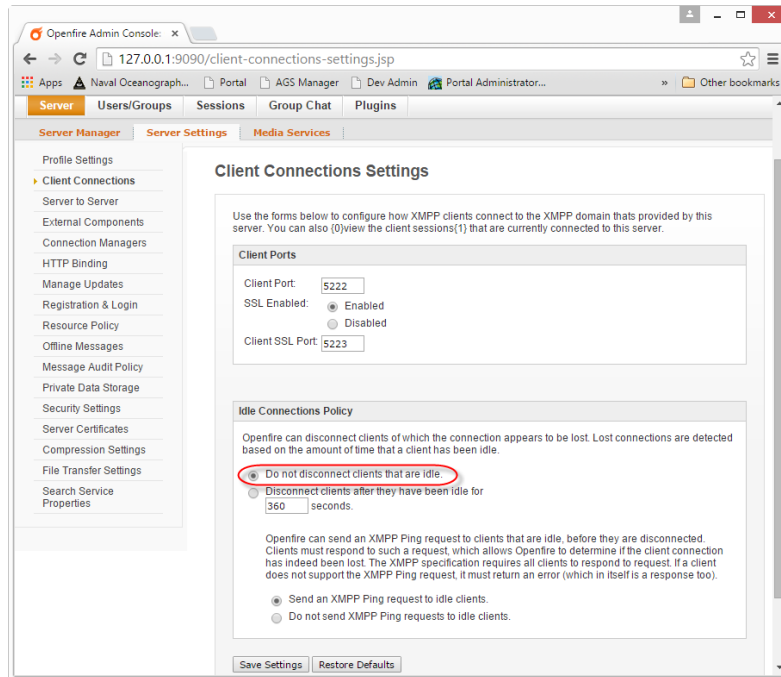 Openfire Admin Console:
127.0.0.1:9090/client-connections-settings.jsp
Apps Naval Oceanograph... Portal AGS Manager Dev Admin Portal Administrator... » Other bookmarks
Server Users/Groups Sessions Group Chat Plugins
Server Manager Server Settings Media Services
Profile Settings
Client Connections
Server to Server
External Components
Connection Managers
HTTP Binding
Manage Updates
Registration & Login
Resource Policy
Offline Messages
Message Audit Policy
Private Data Storage
Security Settings
Server Certificates
Compression Settings
File Transfer Settings
Search Service
Properties
Client Connections Settings
Use the forms below to configure how XMPP clients connect to the XMPP domain thats provided by this
server. You can also {0}view the client sessions{1} that are currently connected to this server.
Client Ports
Client Port: 5222
SSL Enabled: Enabled
Disabled
Client SSL Port: 5223
Idle Connections Policy
Openfire can disconnect clients of which the connection appears to be lost. Lost connections are detected
based on the amount of time that a client has been idle.
Do not disconnect clients that are idle.
Disconnect clients after they have been idle for
360 seconds.
Openfire can send an XMPP Ping request to clients that are idle, before they are disconnected.
Clients must respond to such a request, which allows Openfire to determine if the client connection
has indeed been lost. The XMPP specification requires all clients to respond to request. If a client
does not support the XMPP Ping request, it must return an error (which in itself is a response too).
Send an XMPP Ping request to idle clients.
Do not send XMPP Ping requests to idle clients.
Save Settings Restore Defaults